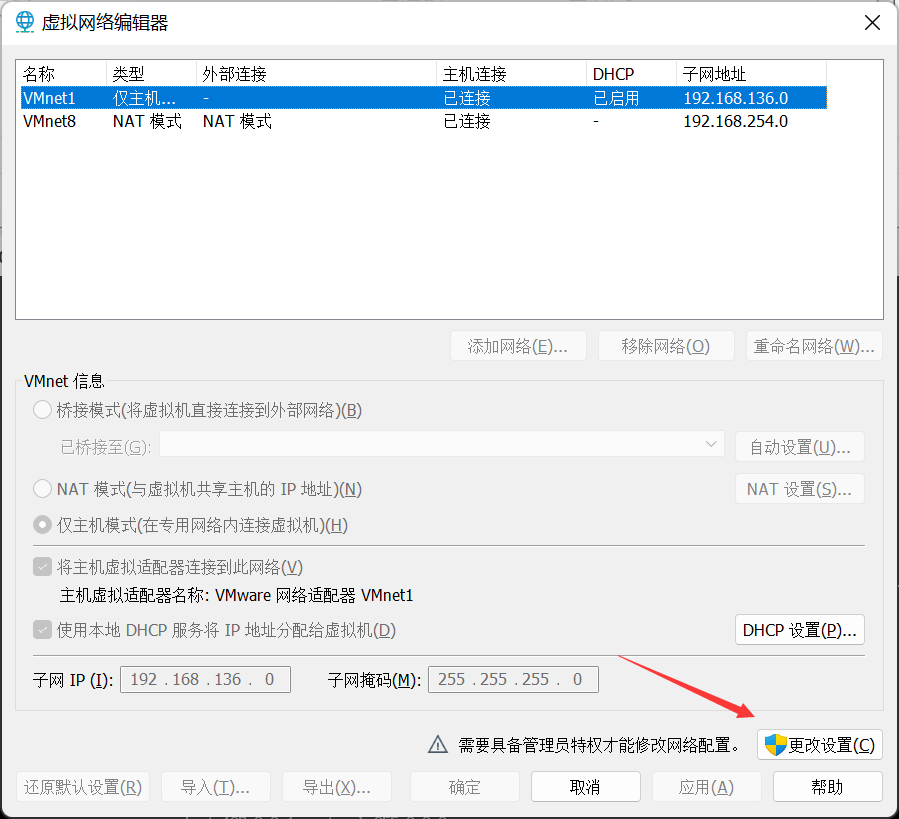 虚拟网络编辑器
名称 类型 外部连接 主机连接 DHCP 子网地址
VMnet1 仅主机... - 已连接 已启用 192.168.136.0
VMnet8 NAT 模式 NAT 模式 已连接 - 192.168.254.0
添加网络(E)... 移除网络(O) 重命名网络(W)...
VMnet 信息
桥接模式(将虚拟机直接连接到外部网络)(B)
已桥接至(G): 自动设置(U)...
NAT 模式(与虚拟机共享主机的 IP 地址)(N) NAT 设置(S)...
仅主机模式(在专用网络内连接虚拟机)(H)
将主机虚拟适配器连接到此网络(V)
主机虚拟适配器名称: VMware 网络适配器 VMnet1
使用本地 DHCP 服务将 IP 地址分配给虚拟机(D) DHCP 设置(P)...
子网 IP (I): 192 . 168 . 136 . 0 子网掩码(M): 255 . 255 . 255 . 0
需要具备管理员特权才能修改网络配置。 更改设置(C)
还原默认设置(R) 导入(T)... 导出(X)... 确定 取消 应用(A) 帮助